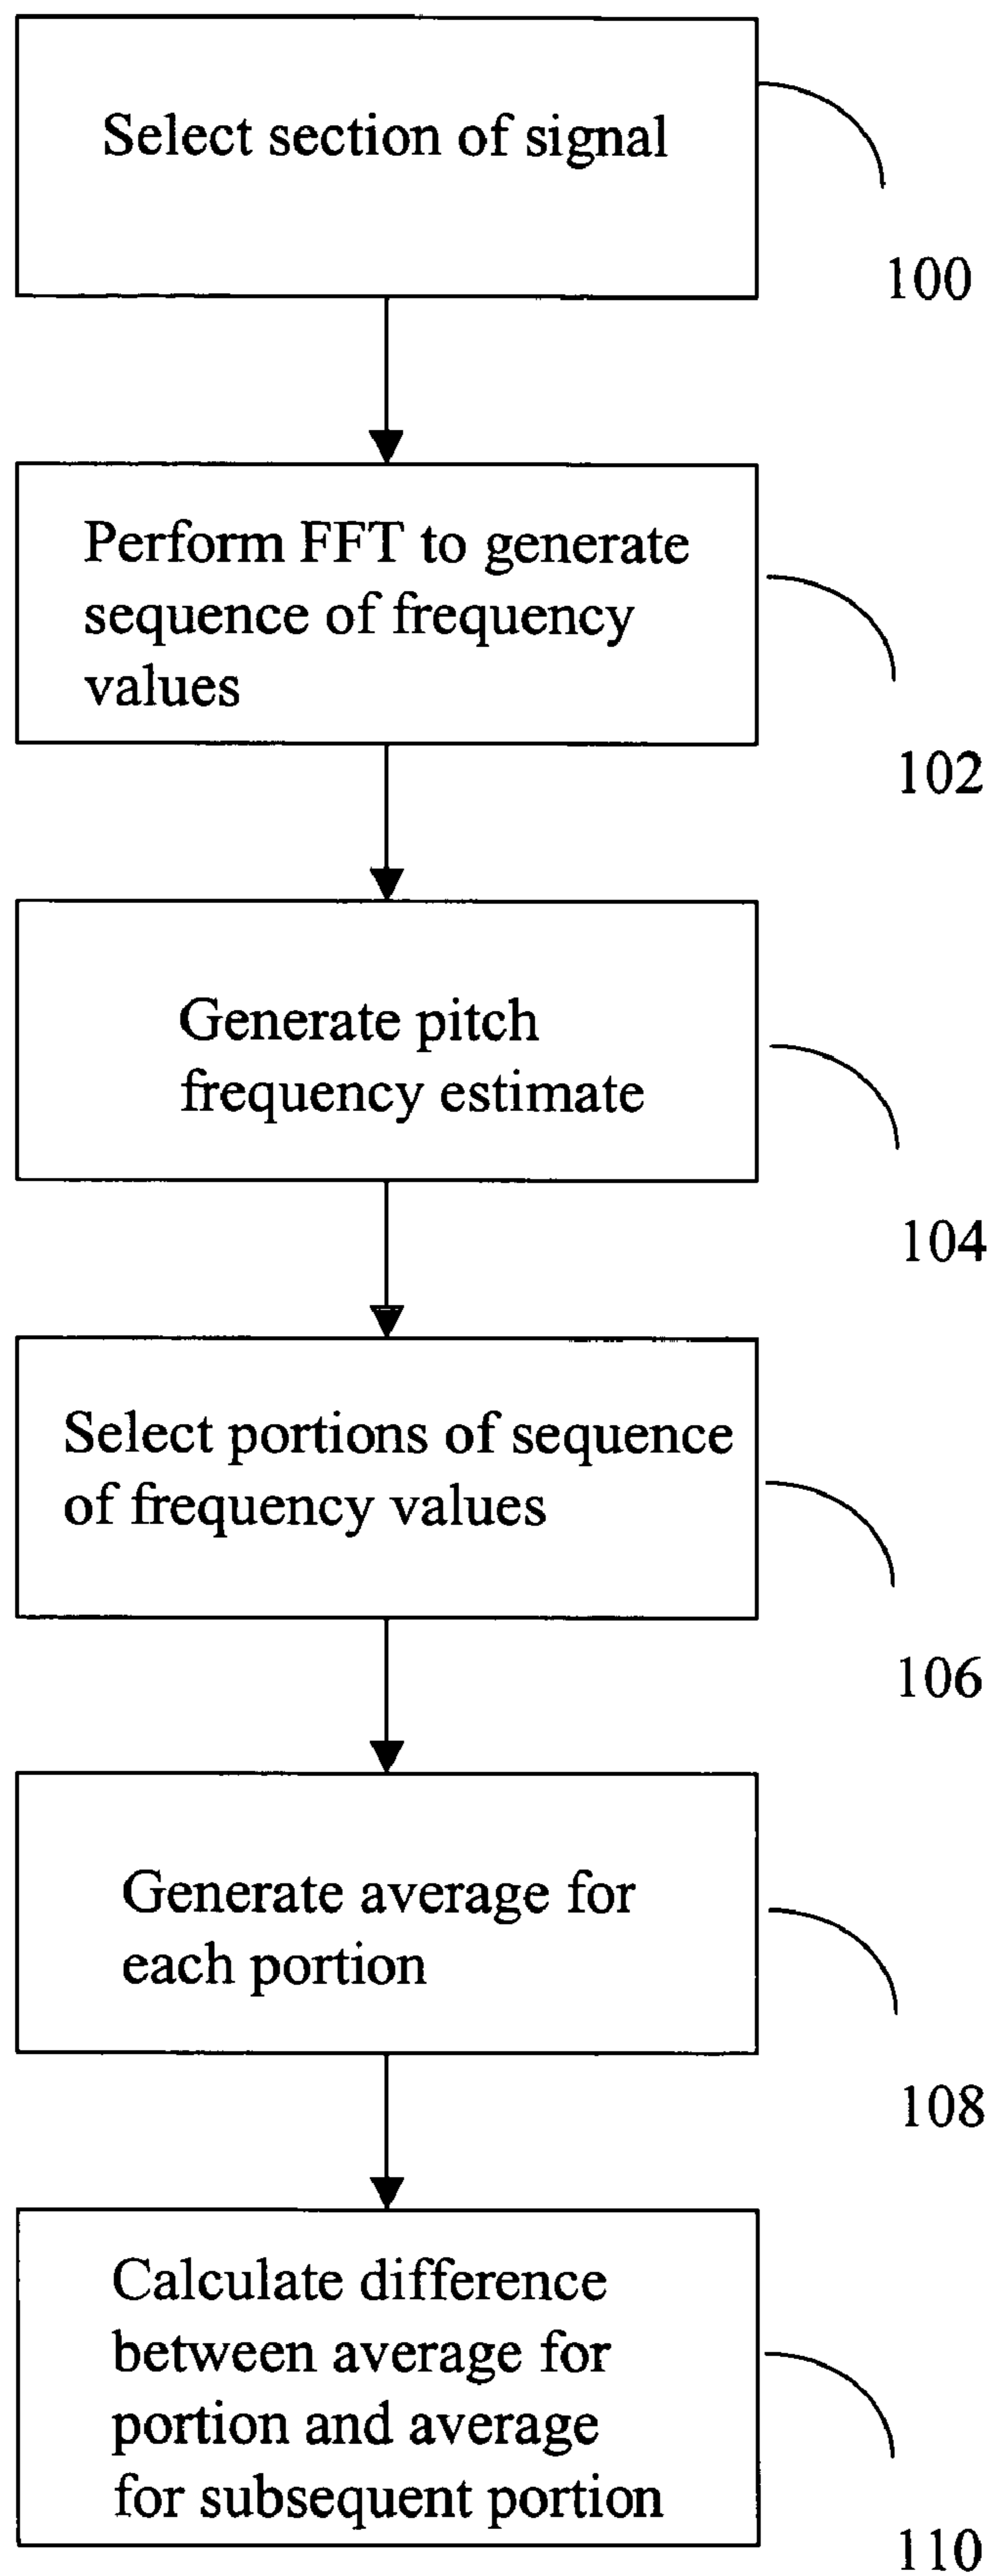 Select section of signal
100
Perform FFT to generate
sequence of frequency
values
102
Generate pitch
frequency estimate
104
Select portions of sequence
of frequency values
106
Generate average for
each portion
108
Calculate difference
between average for
portion and average
for subsequent portion
110